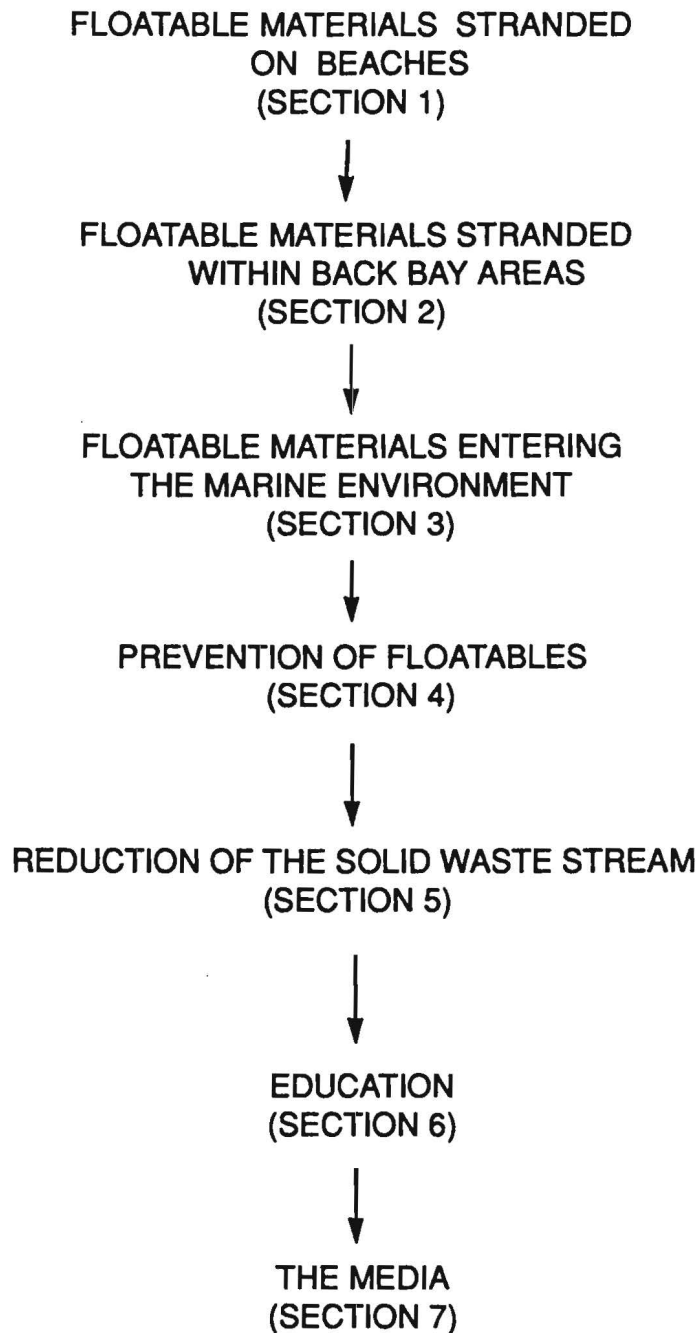 FLOATABLE MATERIALS STRANDED
ON BEACHES
(SECTION 1)
FLOATABLE MATERIALS STRANDED
WITHIN BACK BAY AREAS
(SECTION 2)
FLOATABLE MATERIALS ENTERING
THE MARINE ENVIRONMENT
(SECTION 3)
PREVENTION OF FLOATABLES
(SECTION 4)
REDUCTION OF THE SOLID WASTE STREAM
(SECTION 5)
EDUCATION
(SECTION 6)
THE MEDIA
(SECTION 7)